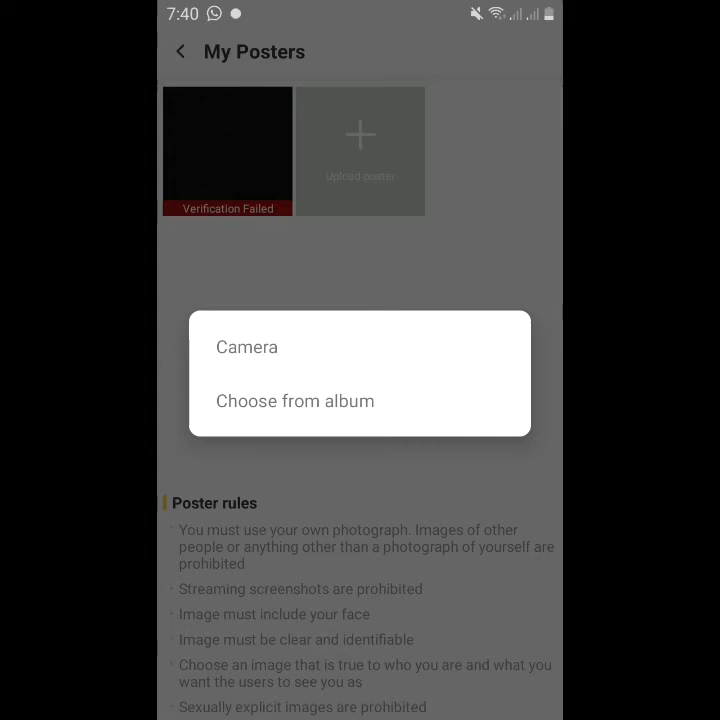 7:40
My Posters
Upload poster
Verification Failed
Camera
Choose from album
Poster rules
You must use your own photograph. Images of other
people or anything other than a photograph of yourself are
prohibited
Streaming screenshots are prohibited
Image must include your face
Image must be clear and identifiable
Choose an image that is true to who you are and what you
want the users to see you as
Sexually explicit images are prohibited